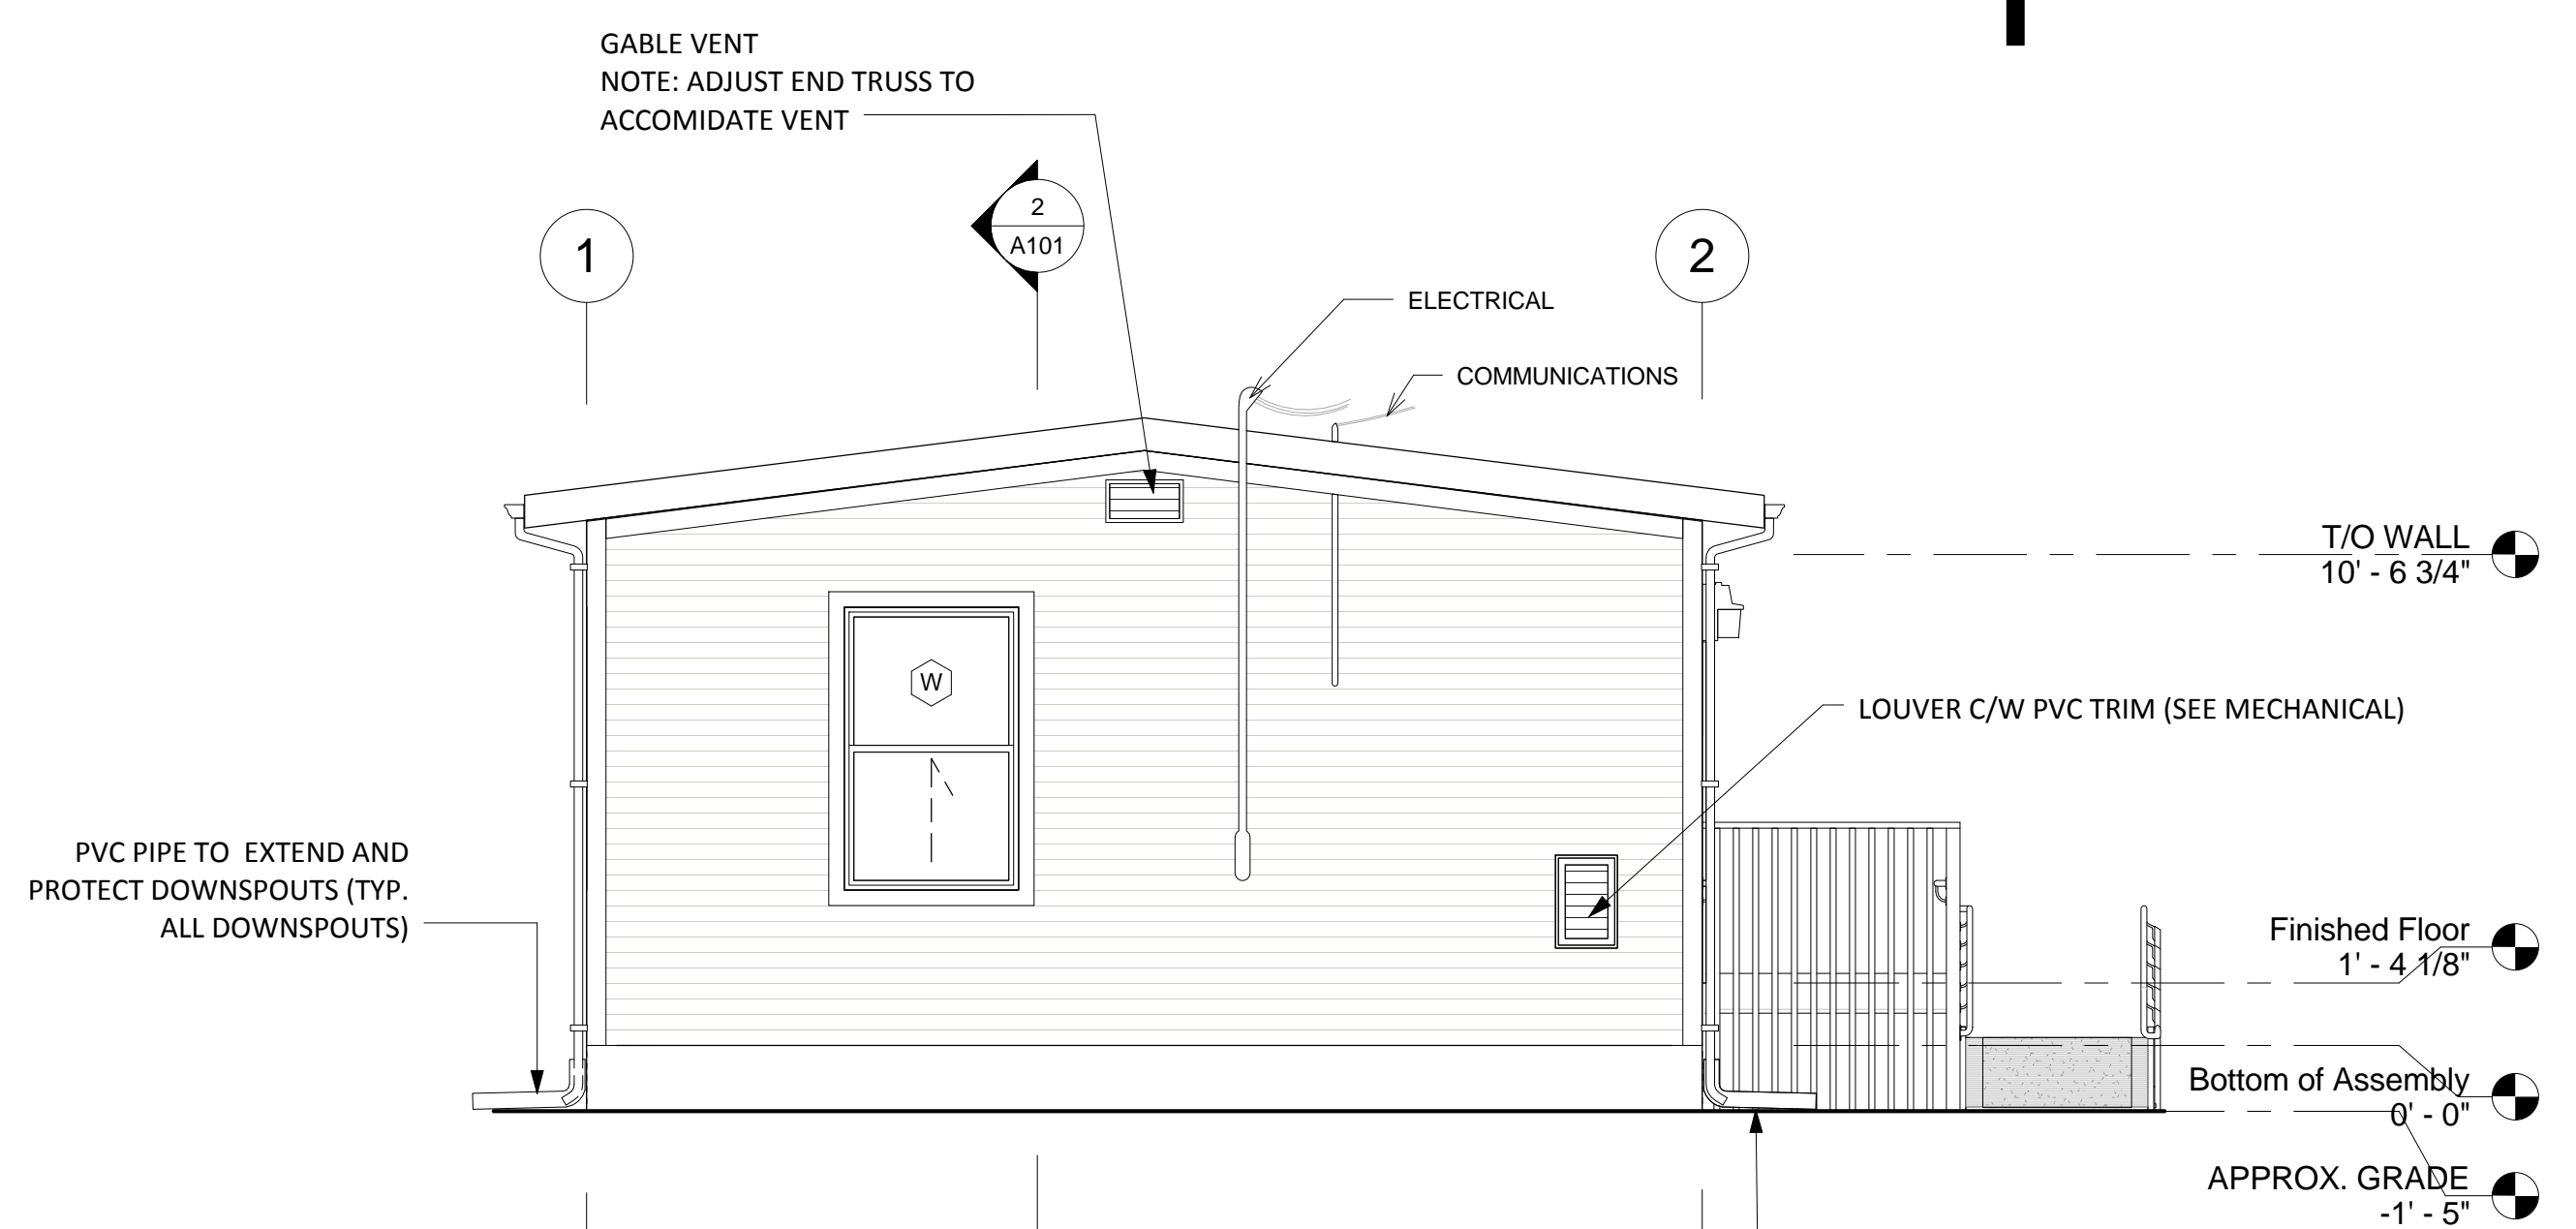 GABLE VENT
NOTE: ADJUST END TRUSS TO
ACCOMIDATE VENT
2
A101
1
2
ELECTRICAL
COMMUNICATIONS
T/O WALL
10' - 6 3/4"
W
LOUVER C/W PVC TRIM (SEE MECHANICAL)
PVC PIPE TO EXTEND AND
PROTECT DOWNSPOUTS (TYP.
ALL DOWNSPOUTS)
Finished Floor
1' - 4 1/8"
Bottom of Assembly
0' - 0"
APPROX. GRADE
-1' - 5"